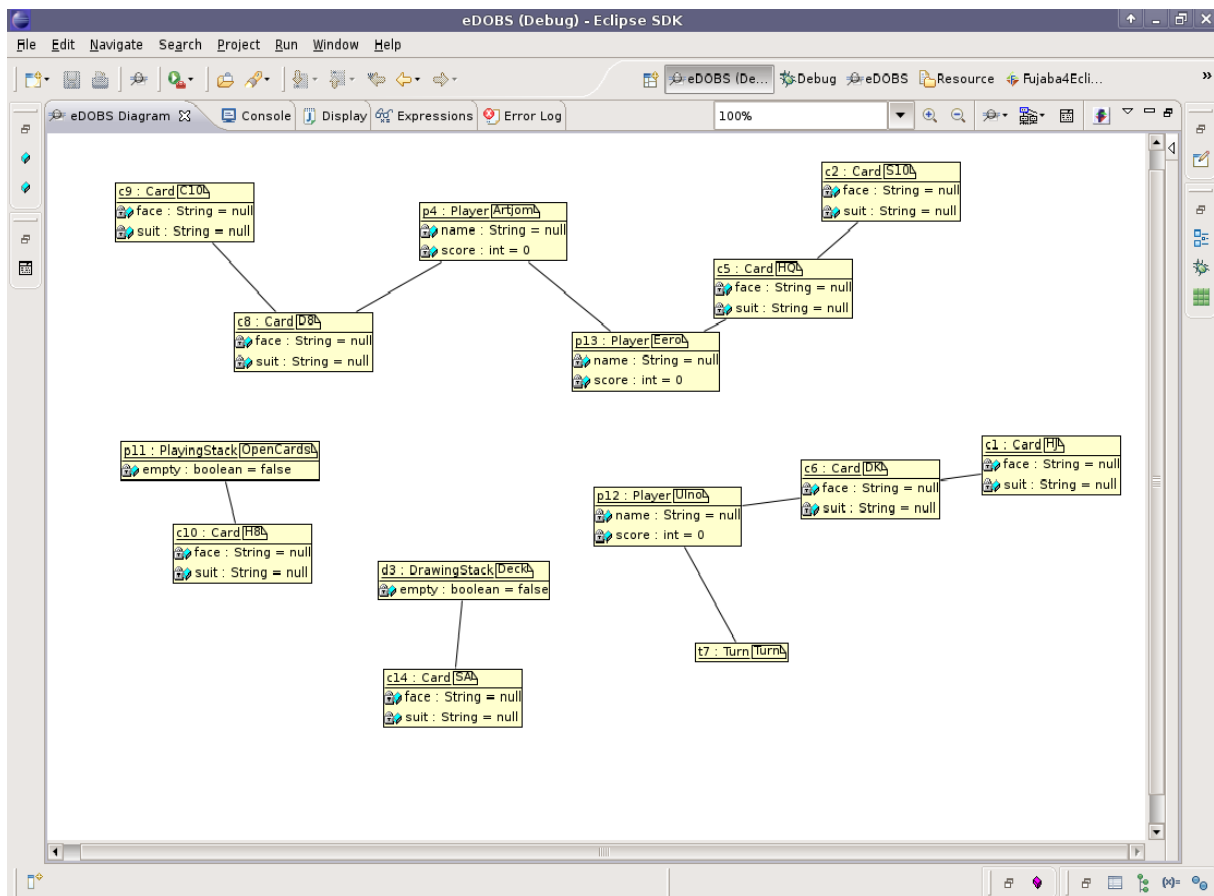 eDOBS (Debug) - Eclipse SDK
File Edit Navigate Search Project Run Window Help
eDOBS (De... Debug eDOBS Resource Fujaba4Ecli... »
eDOBS Diagram Console Display Expressions Error Log 100%
c9 : Card C10
face : String = null
suit : String = null
p4 : Player Artjom
name : String = null
score : int = 0
c2 : Card S10
face : String = null
suit : String = null
c5 : Card HQ
face : String = null
suit : String = null
c8 : Card D8
face : String = null
suit : String = null
p13 : Player Eero
name : String = null
score : int = 0
p11 : PlayingStack OpenCards
empty : boolean = false
c10 : Card H8
face : String = null
suit : String = null
c1 : Card HJ
face : String = null
suit : String = null
c6 : Card DK
face : String = null
suit : String = null
p12 : Player Ulno
name : String = null
score : int = 0
d3 : DrawingStack Deck
empty : boolean = false
t7 : Turn Turn
c14 : Card SA
face : String = null
suit : String = null
(x)=